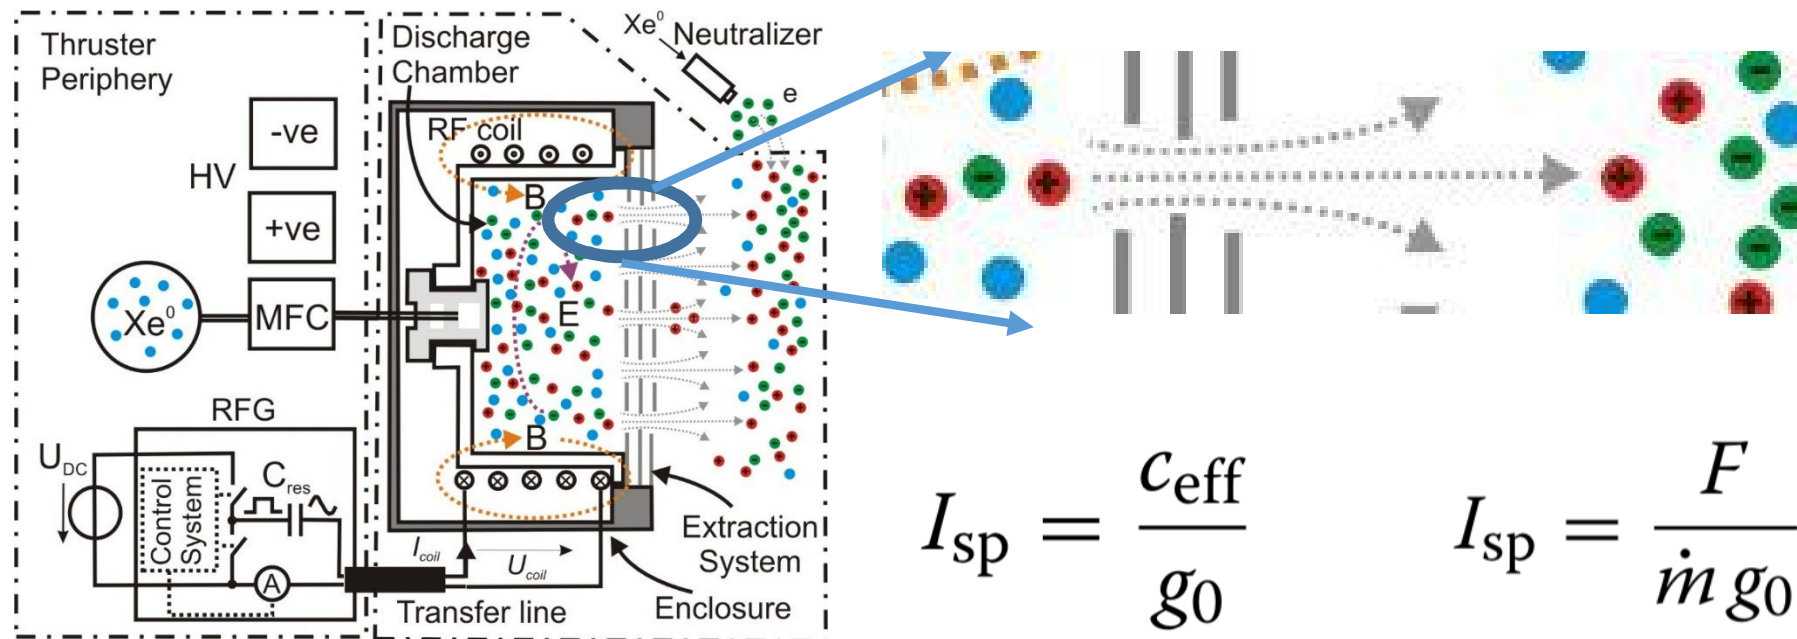 Thruster
Periphery
-ve
HV
+ve
Xe⁰
MFC
RFG
U_DC
Control
System
C_res
A
Discharge
Chamber
RF coil
B
E
B
I_coil
U_coil
Transfer line
Xe⁰
Neutralizer
e
Extraction
System
Enclosure
I_sp = c_eff / g_0
I_sp = F / ṁ g_0